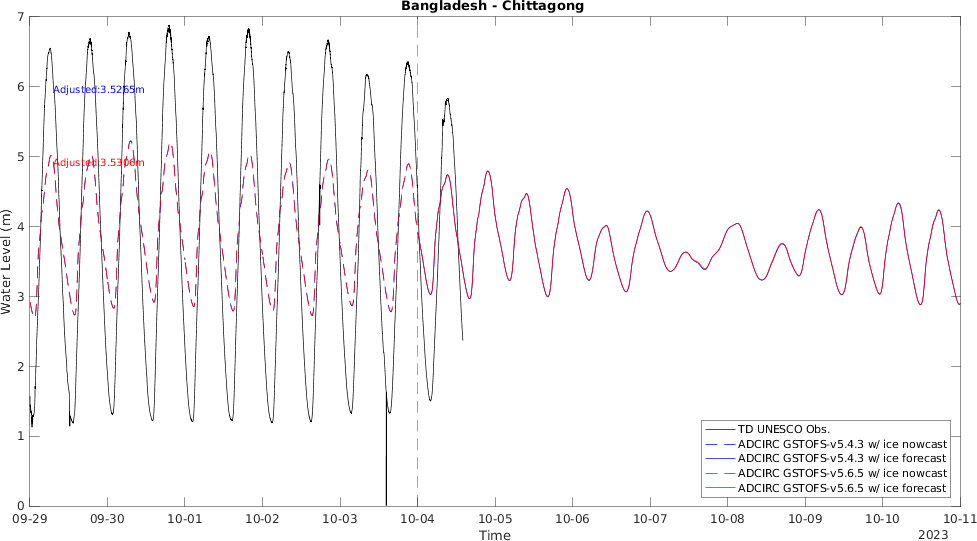 Bangladesh - Chittagong
7
6
5
4
3
2
1
0
Water Level (m)
Adjusted:3.5265m
Adjusted:3.5306m
TD UNESCO Obs.
ADCIRC GSTOFS-v5.4.3 w/ ice nowcast
ADCIRC GSTOFS-v5.4.3 w/ ice forecast
ADCIRC GSTOFS-v5.6.5 w/ ice nowcast
ADCIRC GSTOFS-v5.6.5 w/ ice forecast
09-29 09-30 10-01 10-02 10-03 10-04 10-05 10-06 10-07 10-08 10-09 10-10 10-11
Time
2023